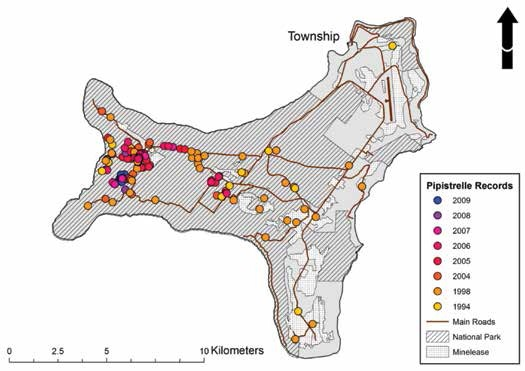 Township
Pipistrelle Records
2009
2008
2007
2006
2005
2004
1998
1994
Main Roads
National Park
Minelease
0 2.5 5 10 Kilometers